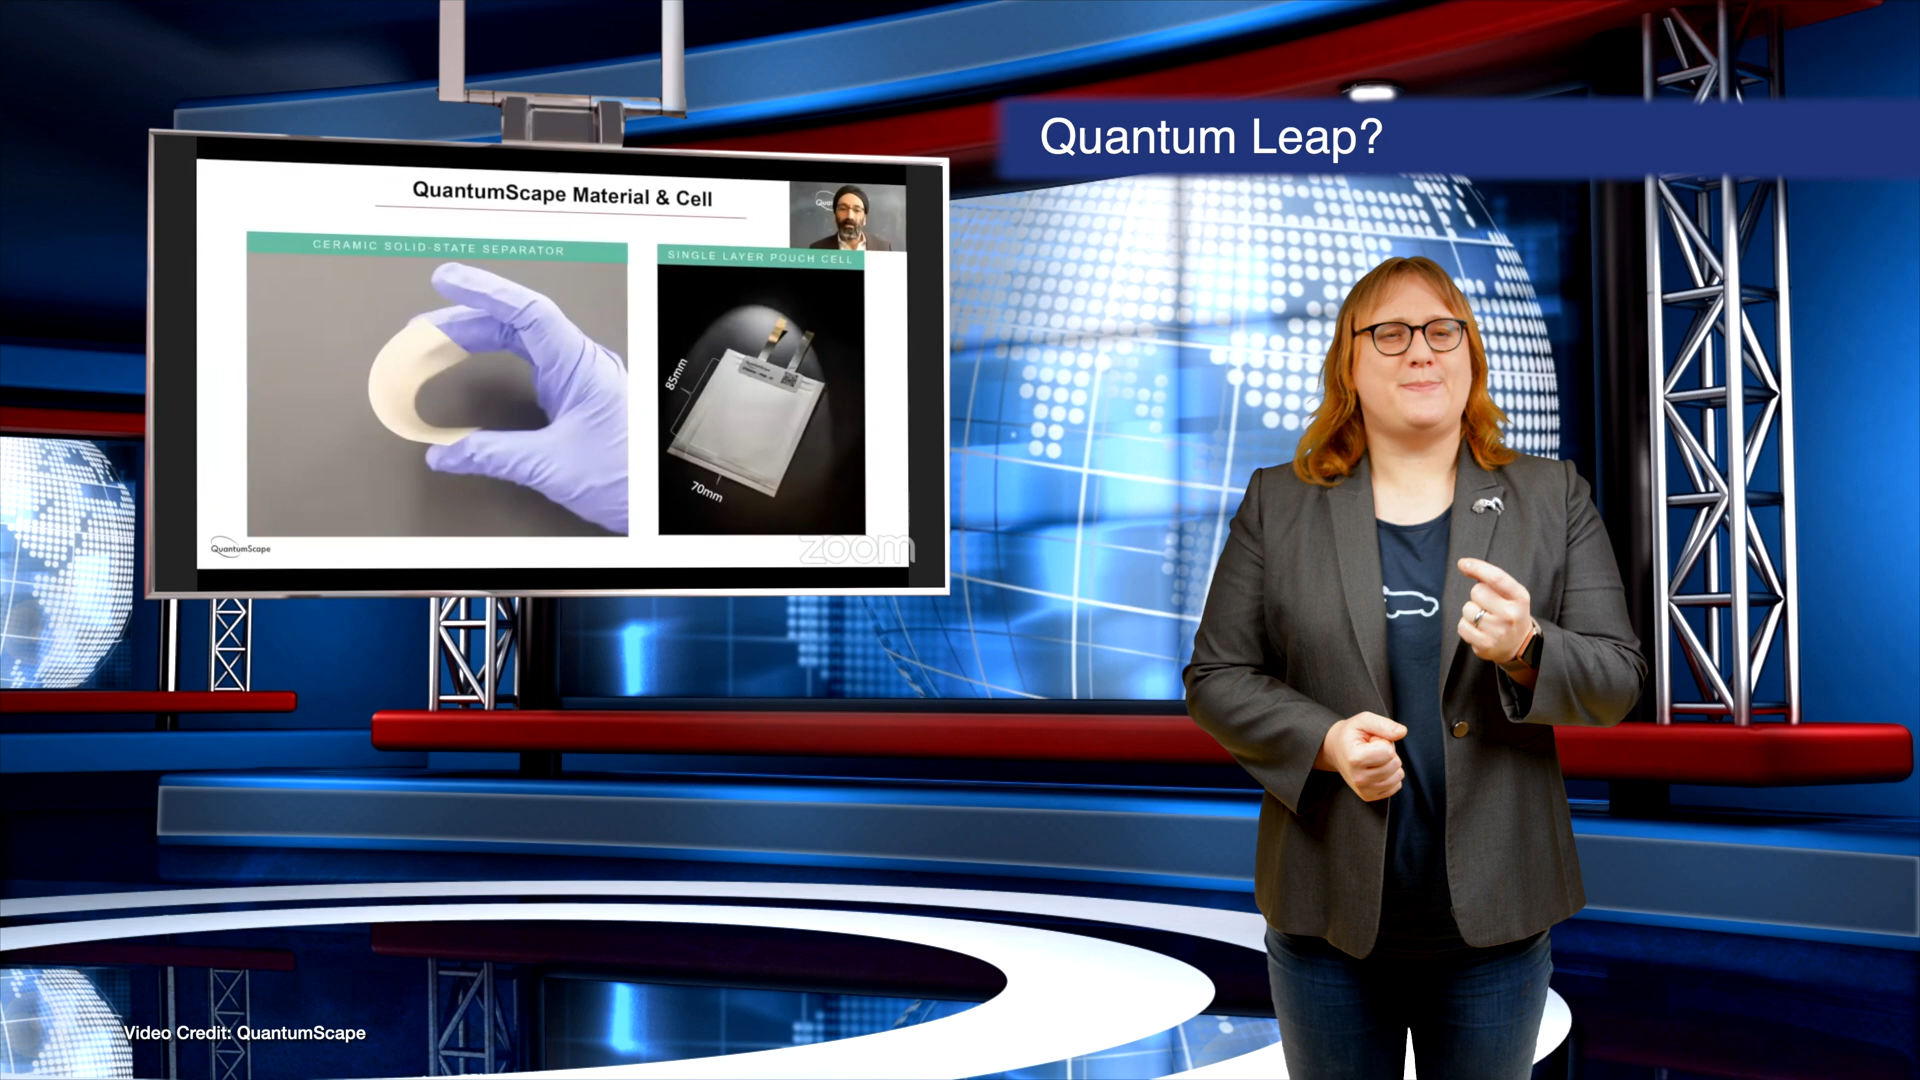 Quantum Leap?
QuantumScape Material & Cell
CERAMIC SOLID-STATE SEPARATOR
SINGLE LAYER POUCH CELL
85mm
70mm
QuantumScape
zoom
Video Credit: QuantumScape